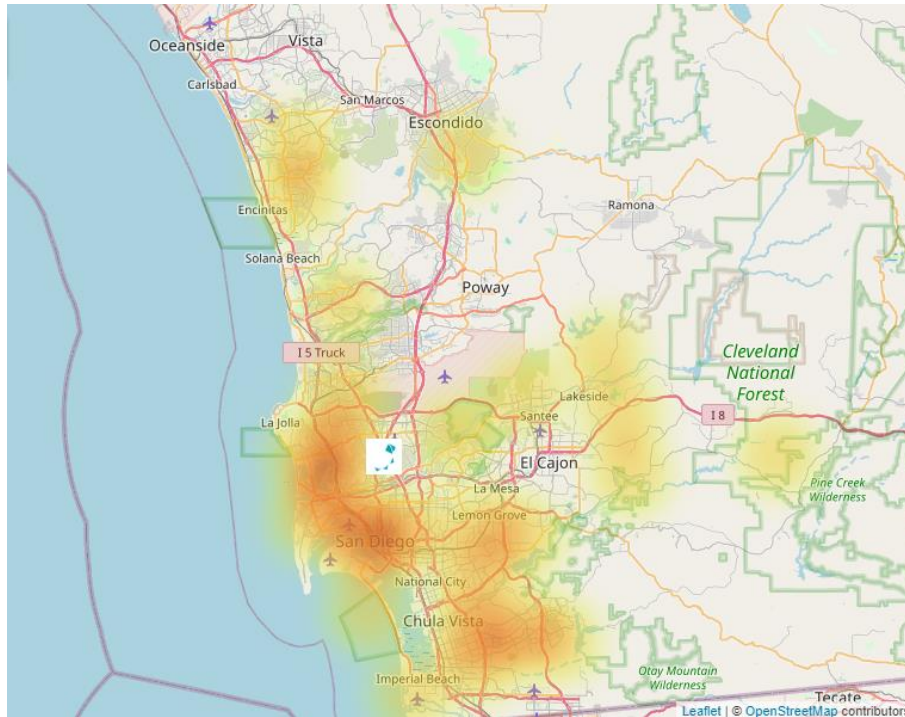 Oceanside
Vista
Carlsbad
San Marcos
Escondido
Encinitas
Ramona
Solana Beach
Poway
I 5 Truck
Cleveland
National
Forest
Lakeside
La Jolla
Santee
I 8
El Cajon
La Mesa
Pine Creek
Wilderness
Lemon Grove
San Diego
National City
Chula Vista
Imperial Beach
Otay Mountain
Wilderness
Tecate
Leaflet | © OpenStreetMap contributors